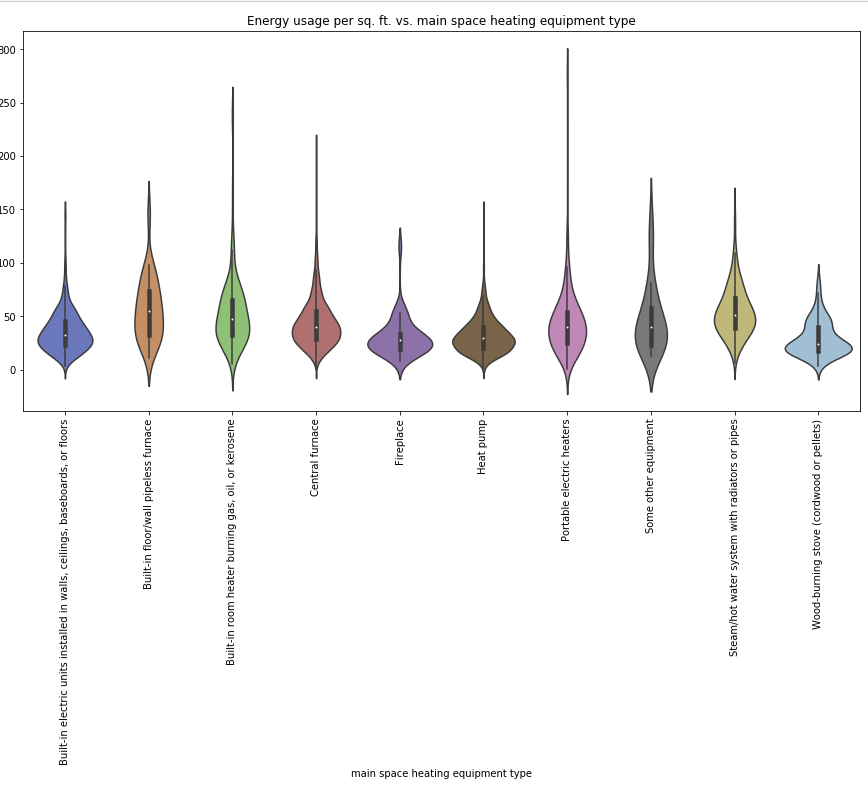 Energy usage per sq. ft. vs. main space heating equipment type
300
250
200
150
100
50
0
Built-in electric units installed in walls, ceilings, baseboards, or floors
Built-in floor/wall pipeless furnace
Built-in room heater burning gas, oil, or kerosene
Central furnace
Fireplace
Heat pump
Portable electric heaters
Some other equipment
Steam/hot water system with radiators or pipes
Wood-burning stove (cordwood or pellets)
main space heating equipment type